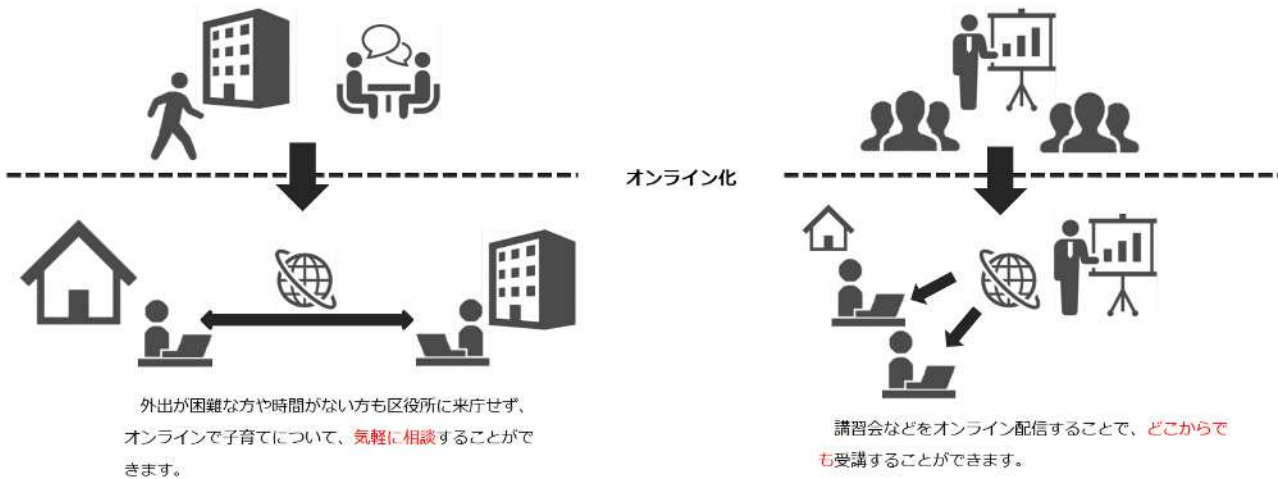 オンライン化
外出が困難な方や時間がない方も区役所に来庁せず、
オンラインで子育てについて、気軽に相談することがで
きます。
講習会などをオンライン配信することで、どこからで
も受講することができます。